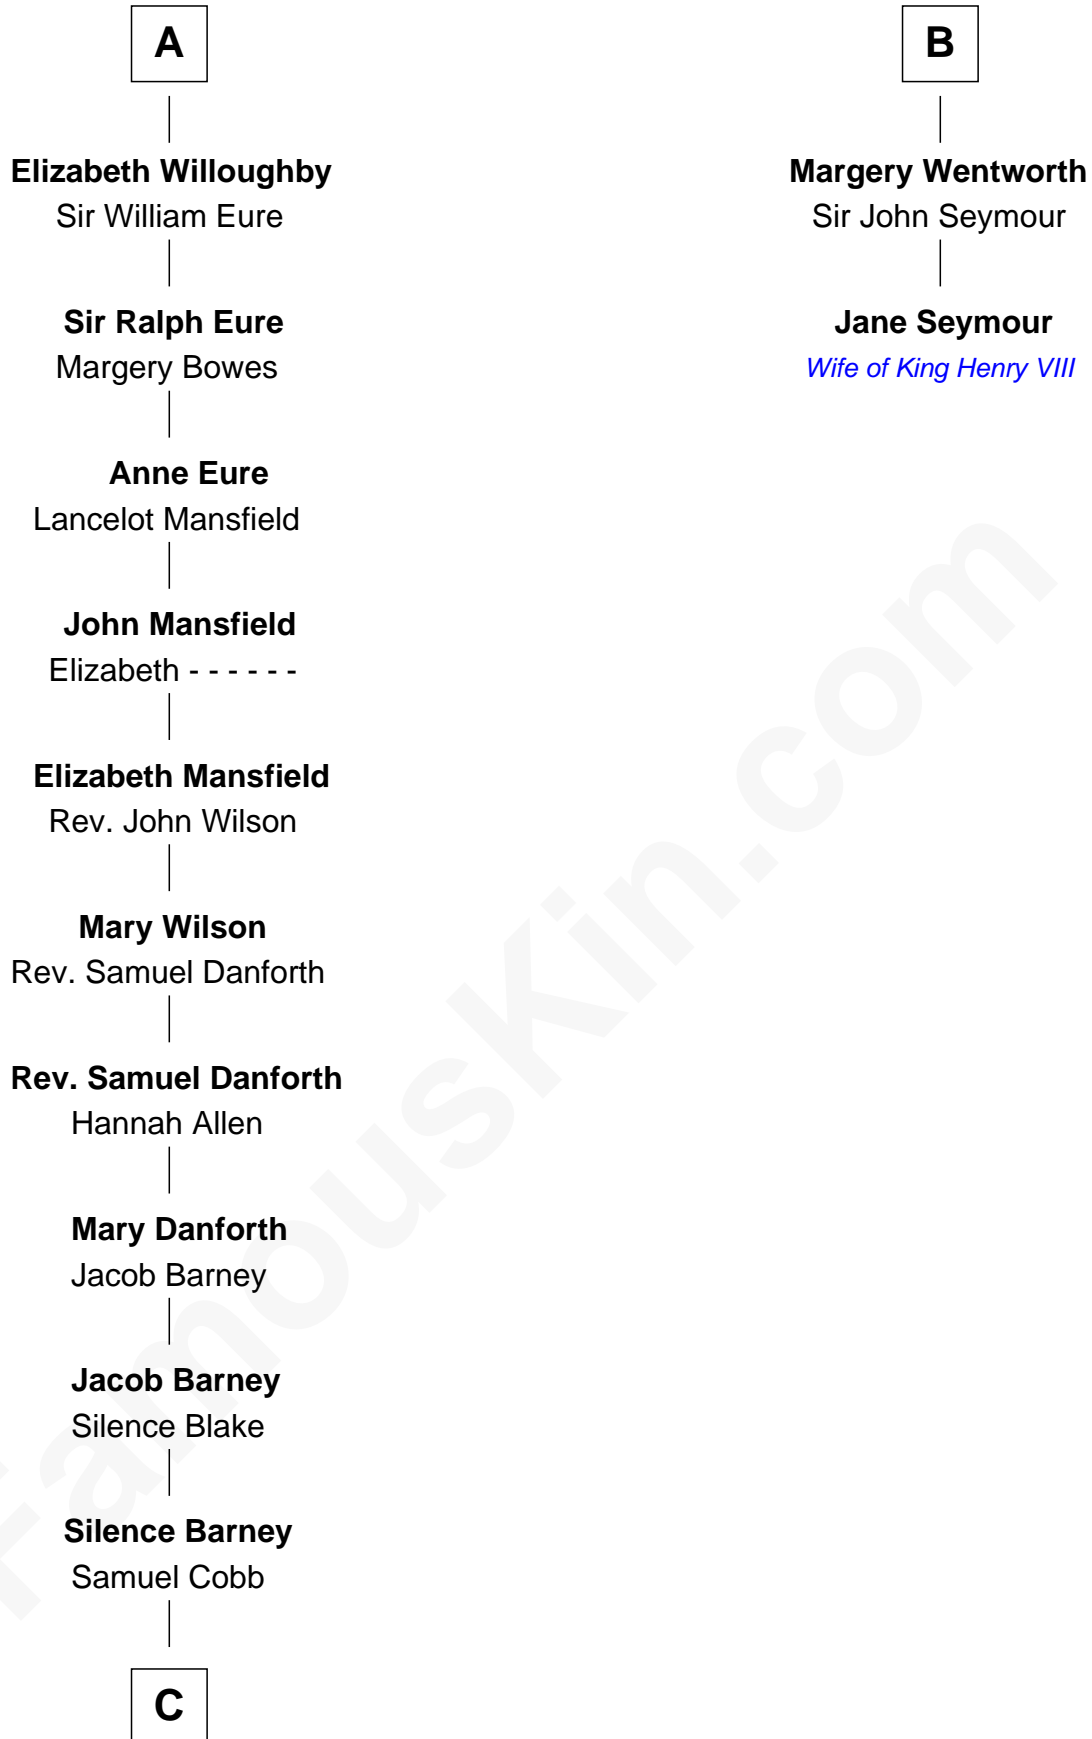 A
Elizabeth Willoughby
Sir William Eure
Sir Ralph Eure
Margery Bowes
Anne Eure
Lancelot Mansfield
John Mansfield
Elizabeth - - - - - -
Elizabeth Mansfield
Rev. John Wilson
Mary Wilson
Rev. Samuel Danforth
Rev. Samuel Danforth
Hannah Allen
Mary Danforth
Jacob Barney
Jacob Barney
Silence Blake
Silence Barney
Samuel Cobb
C
B
Margery Wentworth
Sir John Seymour
Jane Seymour
Wife of King Henry VIII
FamousKin.com